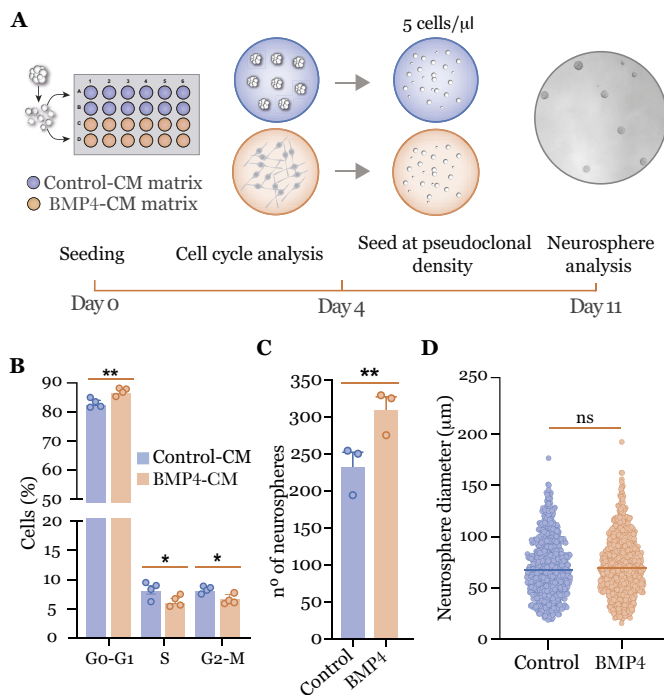 A
5 cells/µl
1 2 3 4 5 6
A
B
C
D
Control-CM matrix
BMP4-CM matrix
Seeding
Cell cycle analysis
Seed at pseudoclonal
density
Neurosphere
analysis
Day 0
Day 4
Day 11
B
Cells (%)
90
80
70
60
50
20
15
10
5
0
**
*
*
Control-CM
BMP4-CM
G0-G1
S
G2-M
C
nº of neurospheres
350
300
250
200
150
100
50
0
**
Control
BMP4
D
Neurosphere diameter (µm)
250
200
150
100
50
0
ns
Control
BMP4